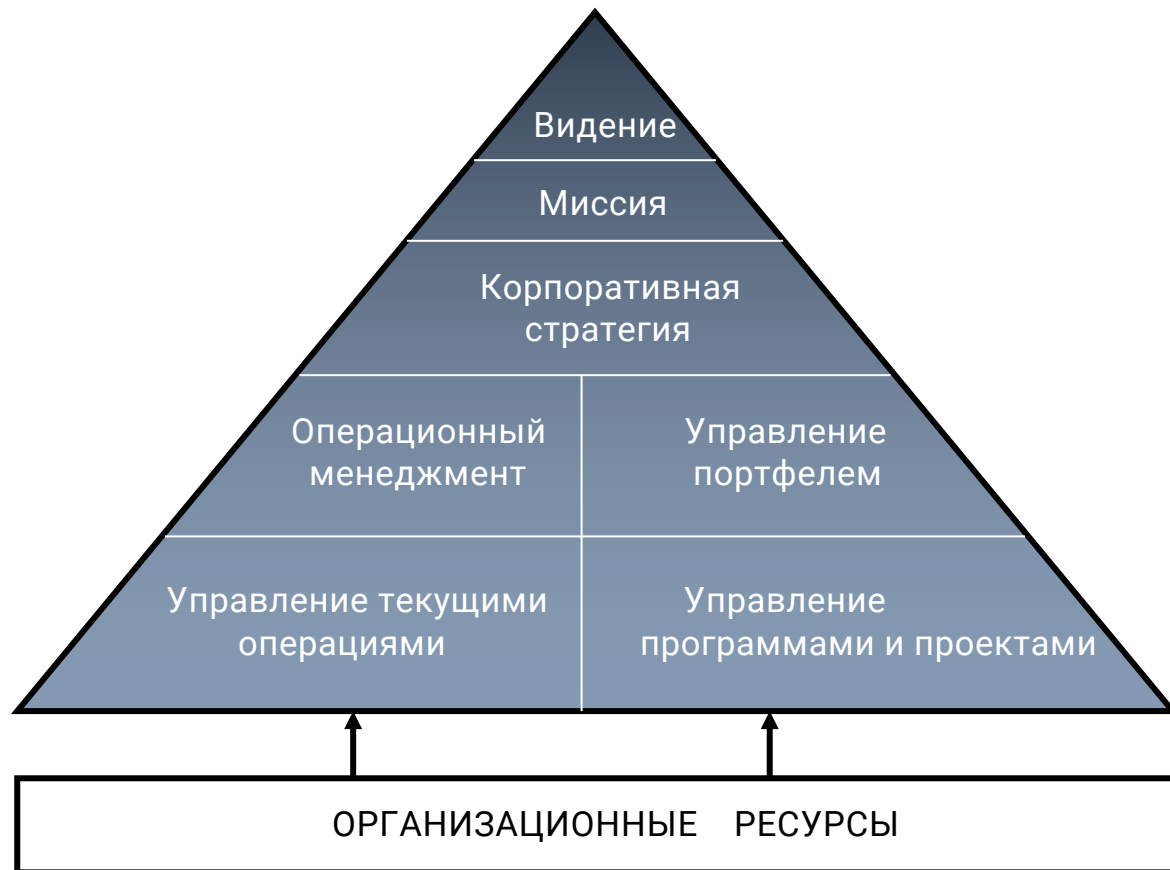 Видение
Миссия
Корпоративная
стратегия
Операционный
менеджмент
Управление
портфелем
Управление текущими
операциями
Управление
программами и проектами
ОРГАНИЗАЦИОННЫЕ РЕСУРСЫ